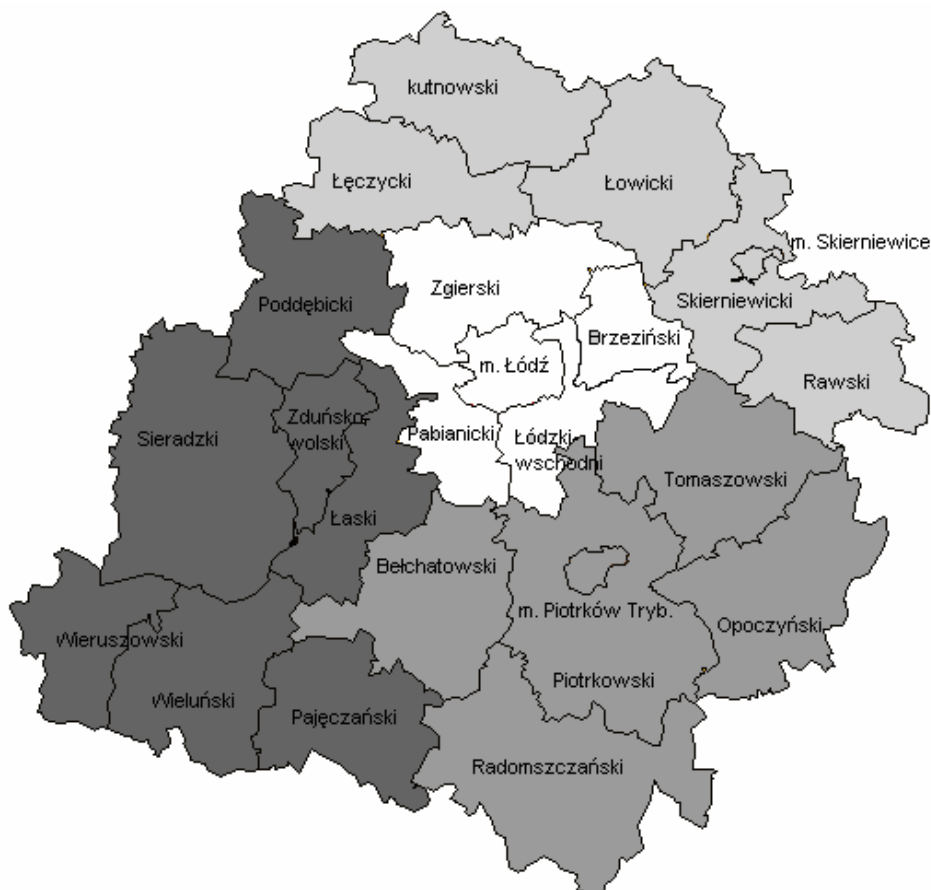 kutnowski
Łęczycki
Łowicki
m. Skierniewice
Zgierski
Skierniewicki
Poddębicki
Brzeziński
m. Łódź
Rawski
Zduńsko
wolski
Sieradzki
Pabianicki
Łódzki
wschodni
Tomaszowski
Łaski
Bełchatowski
m. Piotrków Tryb.
Opoczyński
Wieruszowski
Piotrkowski
Wieluński
Pajęczański
Radomszczański